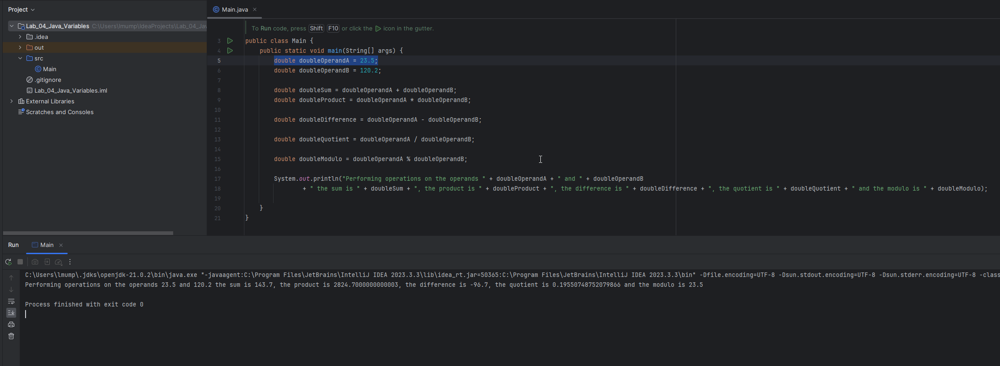 Project
Main.java
Lab_04_Java_Variables C:\Users\lmump\IdeaProjects\Lab_04_Jav
.idea
out
src
Main
.gitignore
Lab_04_Java_Variables.iml
External Libraries
Scratches and Consoles
To Run code, press Shift F10 or click the icon in the gutter.
3 public class Main {
4 public static void main(String[] args) {
5 double doubleOperandA = 23.5;
6 double doubleOperandB = 120.2;
7
8 double doubleSum = doubleOperandA + doubleOperandB;
9 double doubleProduct = doubleOperandA * doubleOperandB;
10
11 double doubleDifference = doubleOperandA - doubleOperandB;
12
13 double doubleQuotient = doubleOperandA / doubleOperandB;
14
15 double doubleModulo = doubleOperandA % doubleOperandB;
16
17 System.out.println("Performing operations on the operands " + doubleOperandA + " and " + doubleOperandB
18 + " the sum is " + doubleSum + ", the product is " + doubleProduct + ", the difference is " + doubleDifference + ", the quotient is " + doubleQuotient + " and the modulo is " + doubleModulo);
19
20 }
21 }
Run Main
C:\Users\lmump\.jdks\openjdk-21.0.2\bin\java.exe "-javaagent:C:\Program Files\JetBrains\IntelliJ IDEA 2023.3.3\lib\idea_rt.jar=50365:C:\Program Files\JetBrains\IntelliJ IDEA 2023.3.3\bin" -Dfile.encoding=UTF-8 -Dsun.stdout.encoding=UTF-8 -Dsun.stderr.encoding=UTF-8 -class
Performing operations on the operands 23.5 and 120.2 the sum is 143.7, the product is 2824.7000000000003, the difference is -96.7, the quotient is 0.19550748752079866 and the modulo is 23.5
Process finished with exit code 0